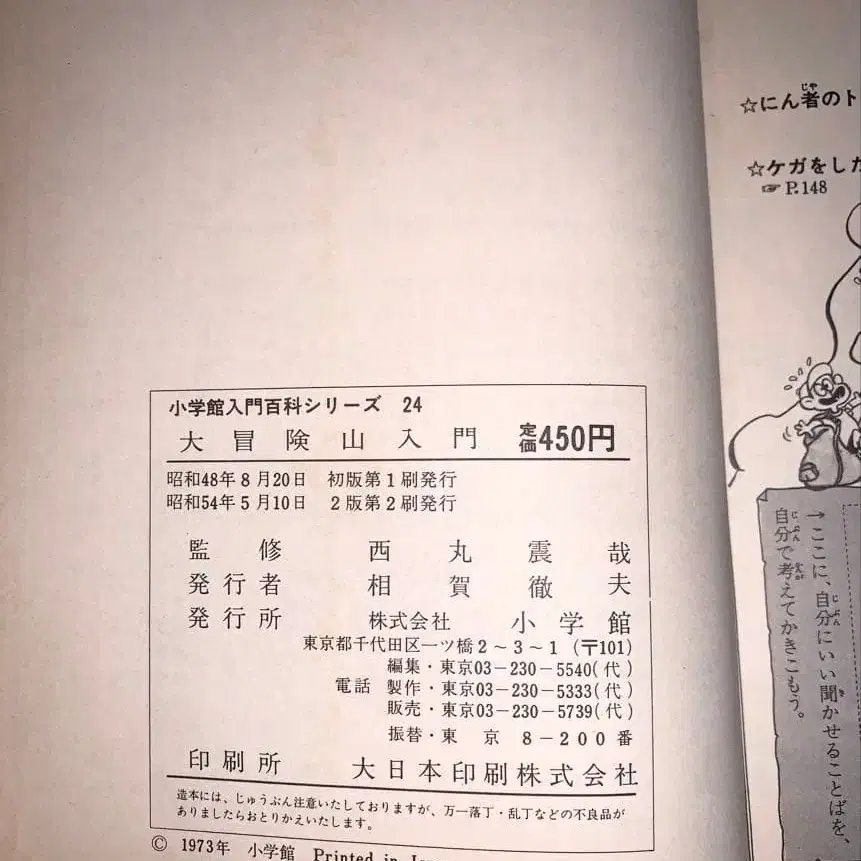 小学館入門百科シリーズ 24
大冒険山入門 定価450円
昭和48年8月20日 初版第1刷発行
昭和54年5月10日 2版第2刷発行
監修 西丸震哉
発行者 相賀徹夫
発行所 株式会社 小学館
東京都千代田区一ツ橋2~3~1(〒101)
編集・東京03-230-5540(代)
電話 製作・東京03-230-5333(代)
販売・東京03-230-5739(代)
振替・東京 8-200番
印刷所 大日本印刷株式会社
造本には、じゅうぶん注意いたしておりますが、万一落丁・乱丁などの不良品が
ありましたらおとりかえいたします。
© 1973年 小学館 Printed in
☆にん者のト
じゃ
☆ケガをした
☞P.148
→ここに、自分にいい聞かせることばを、
じぶん
き
自分で考えてかきこもう。
じぶん
かんが